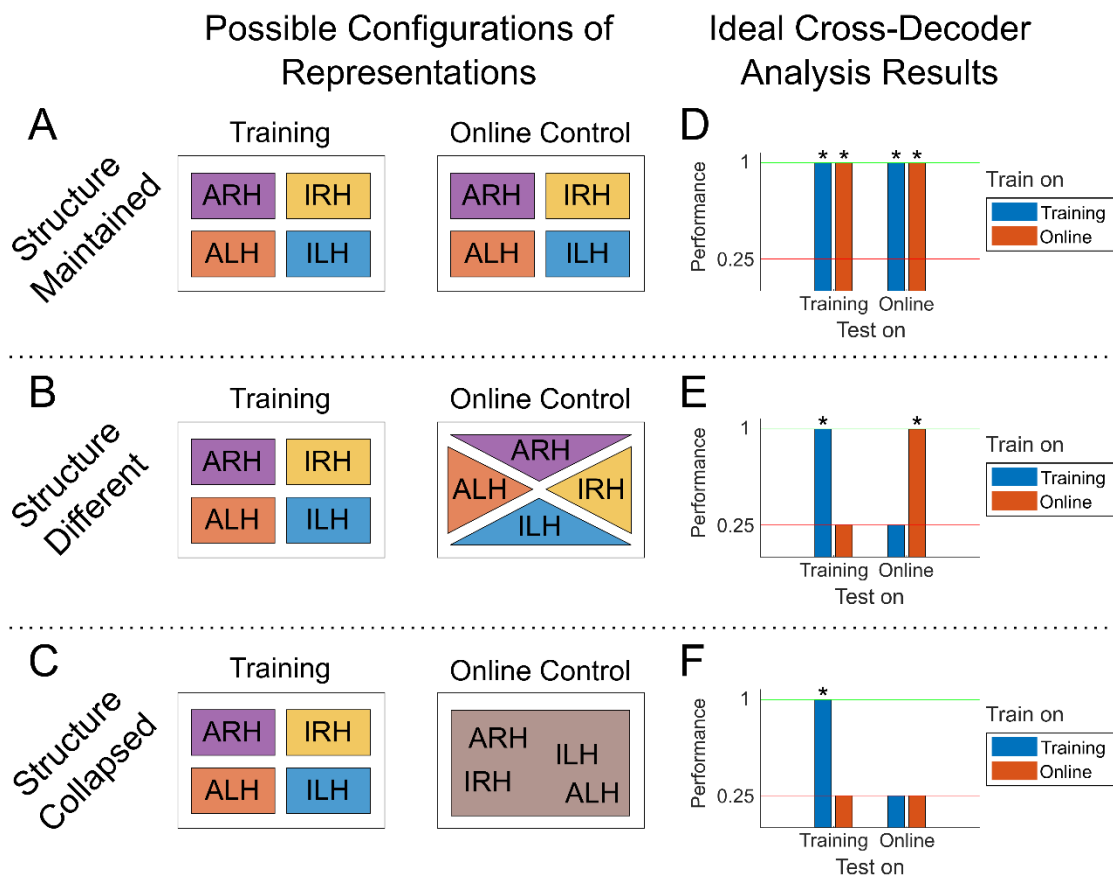 Possible Configurations of
Representations
Ideal Cross-Decoder
Analysis Results
A
Structure
Maintained
Training
ARH
IRH
ALH
ILH
Online Control
ARH
IRH
ALH
ILH
D
* * * *
1
0.25
Performance
Training
Online
Test on
Train on
Training
Online
B
Structure
Different
Training
ARH
IRH
ALH
ILH
Online Control
ARH
ALH
IRH
ILH
E
* *
1
0.25
Performance
Training
Online
Test on
Train on
Training
Online
C
Structure
Collapsed
Training
ARH
IRH
ALH
ILH
Online Control
ARH
ILH
IRH
ALH
F
*
1
0.25
Performance
Training
Online
Test on
Train on
Training
Online